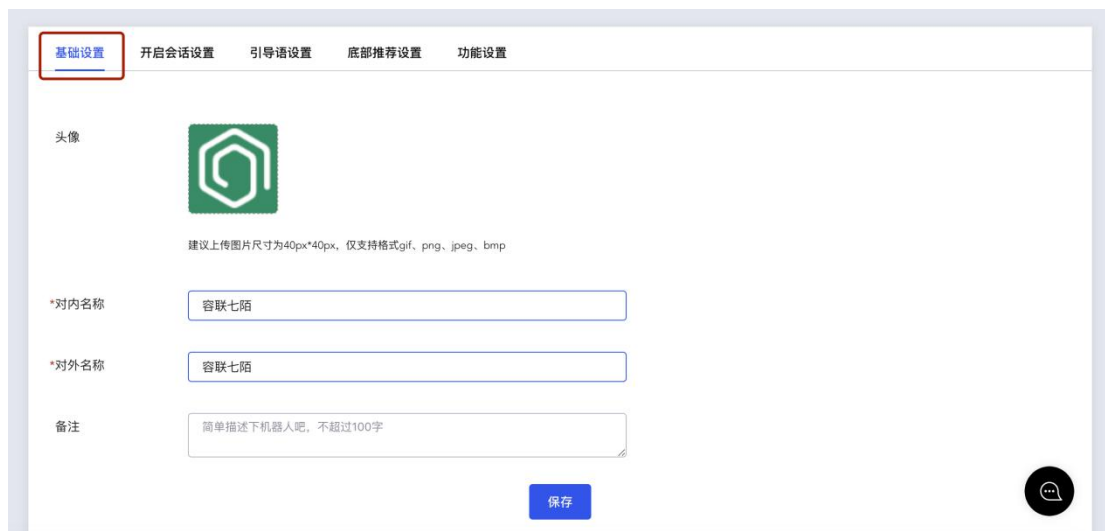 基础设置 开启会话设置 引导语设置 底部推荐设置 功能设置
头像
建议上传图片尺寸为40px*40px，仅支持格式gif、png、jpeg、bmp
*对内名称 容联七陌
*对外名称 容联七陌
备注 简单描述下机器人吧，不超过100字
保存